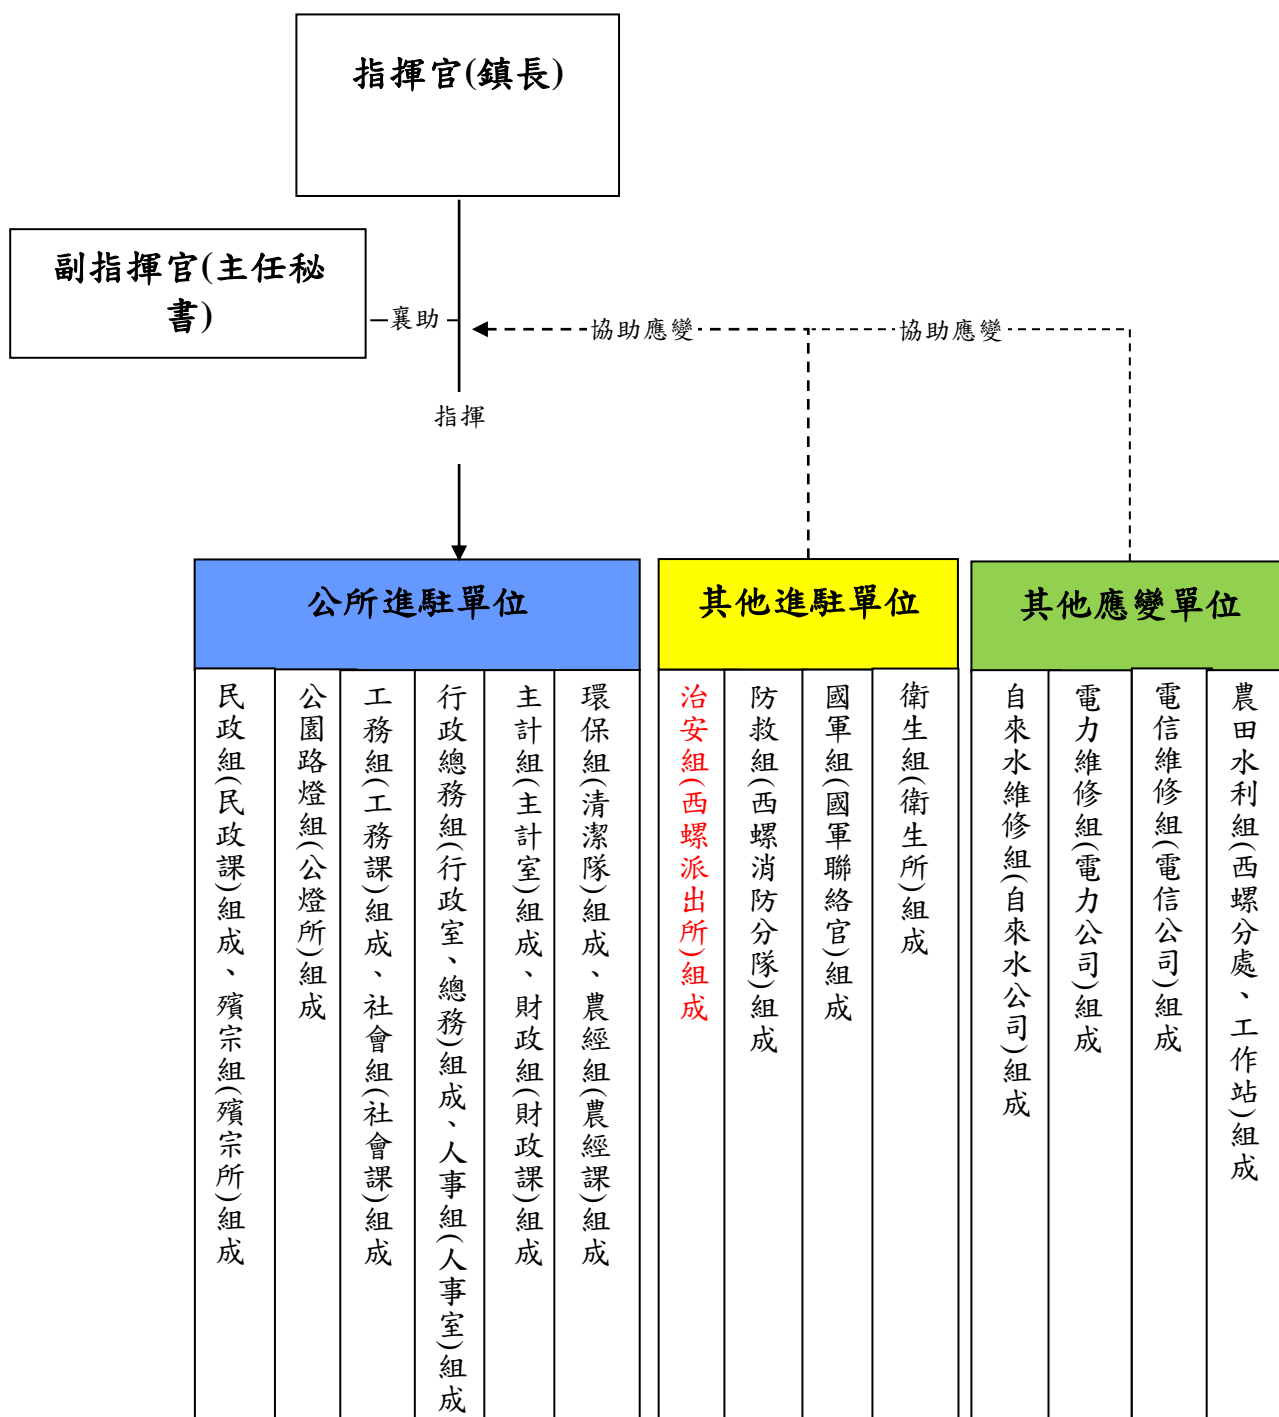 指揮官(鎮長)
副指揮官(主任秘
書)
襄助
協助應變
協助應變
指揮
公所進駐單位
其他進駐單位
其他應變單位
民政組(民政課)組成、殯宗組(殯宗所)組成
公園路燈組(公燈所)組成
工務組(工務課)組成、社會組(社會課)組成
行政總務組(行政室、總務)組成、人事組(人事室)組成
主計組(主計室)組成、財政組(財政課)組成
環保組(清潔隊)組成、農經組(農經課)組成
治安組(西螺派出所)組成
防救組(西螺消防分隊)組成
國軍組(國軍聯絡官)組成
衛生組(衛生所)組成
自來水維修組(自來水公司)組成
電力維修組(電力公司)組成
電信維修組(電信公司)組成
農田水利組(西螺分處、工作站)組成